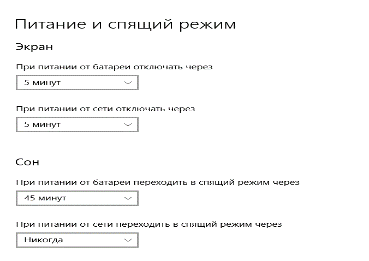 Питание и спящий режим
Экран
При питании от батареи отключать через
5 минут
При питании от сети отключать через
5 минут
Сон
При питании от батареи переходить в спящий режим через
45 минут
При питании от сети переходить в спящий режим через
Никогда